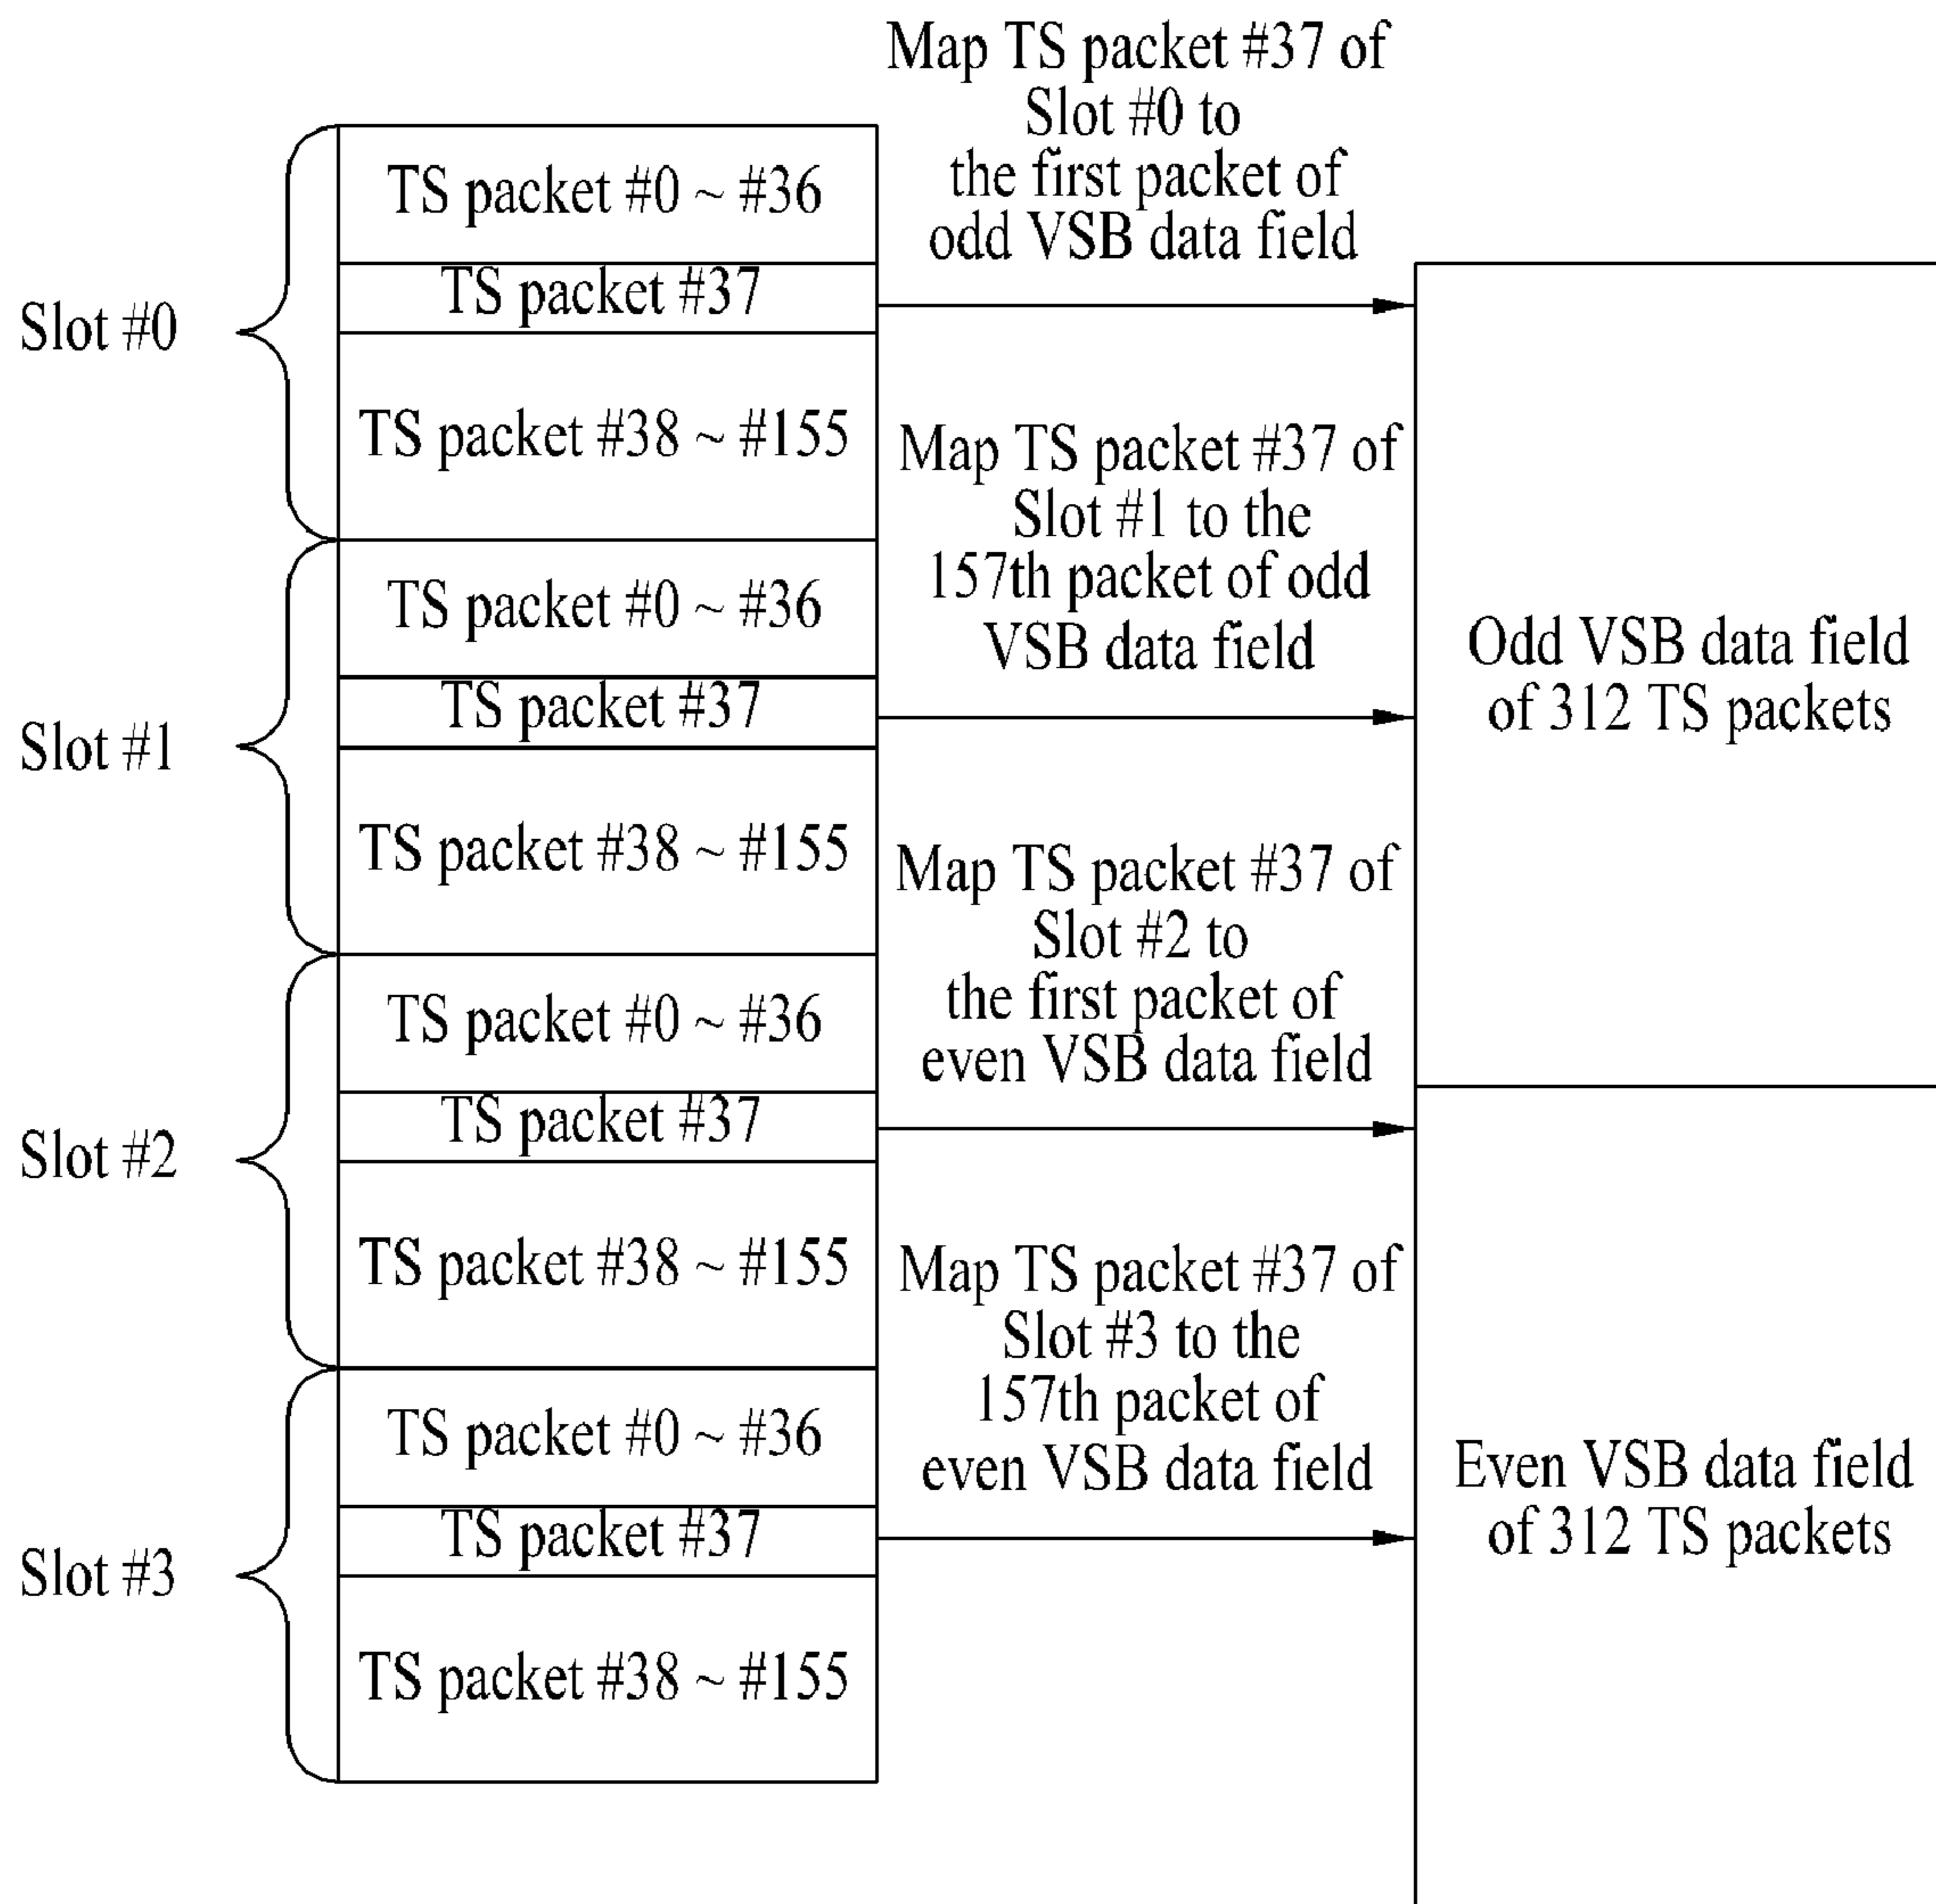 Map TS packet #37 of
Slot #0 to
the first packet of
odd VSB data field
Slot #0
TS packet #0 ~ #36
TS packet #37
TS packet #38 ~ #155
Map TS packet #37 of
Slot #1 to the
157th packet of odd
VSB data field
Slot #1
TS packet #0 ~ #36
TS packet #37
TS packet #38 ~ #155
Odd VSB data field
of 312 TS packets
Map TS packet #37 of
Slot #2 to
the first packet of
even VSB data field
Slot #2
TS packet #0 ~ #36
TS packet #37
TS packet #38 ~ #155
Map TS packet #37 of
Slot #3 to the
157th packet of
even VSB data field
Slot #3
TS packet #0 ~ #36
TS packet #37
TS packet #38 ~ #155
Even VSB data field
of 312 TS packets